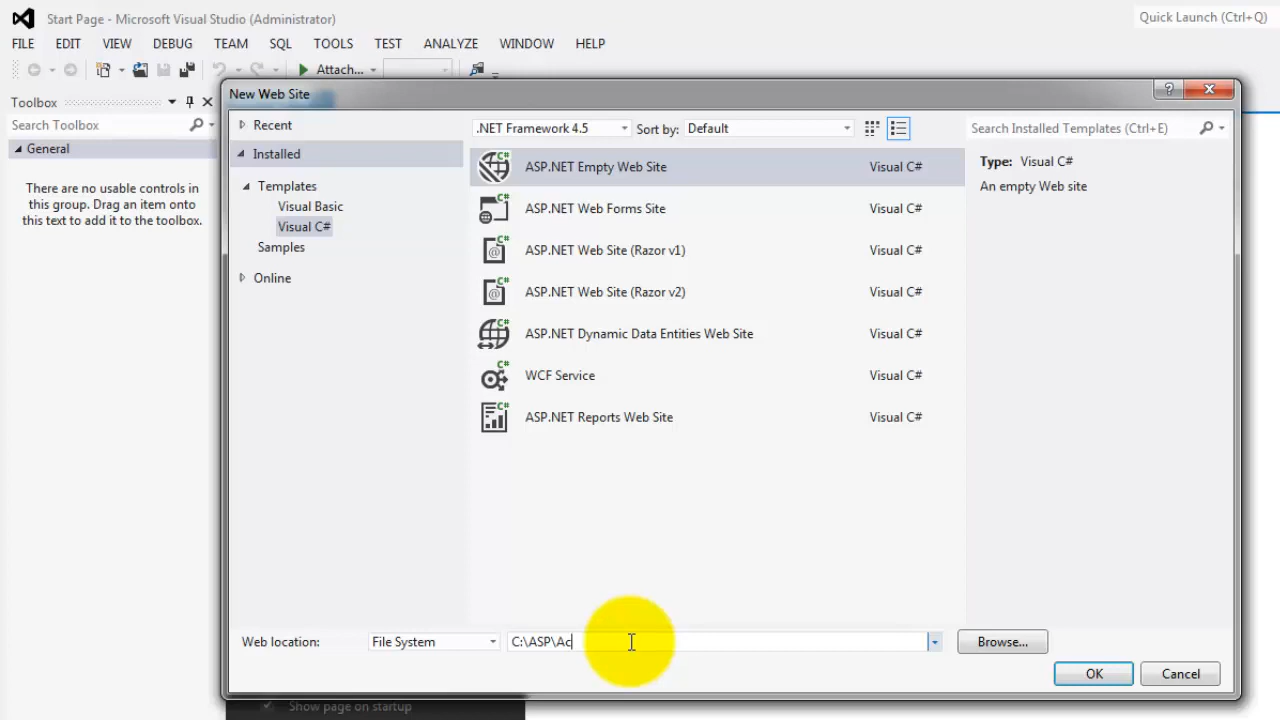 Start Page - Microsoft Visual Studio (Administrator)
Quick Launch (Ctrl+Q)
FILE EDIT VIEW DEBUG TEAM SQL TOOLS TEST ANALYZE WINDOW HELP
Attach...
Toolbox
Search Toolbox
General
There are no usable controls in
this group. Drag an item onto
this text to add it to the toolbox.
New Web Site
Recent
Installed
Templates
Visual Basic
Visual C#
Samples
Online
.NET Framework 4.5
Sort by: Default
Search Installed Templates (Ctrl+E)
ASP.NET Empty Web Site Visual C#
ASP.NET Web Forms Site Visual C#
ASP.NET Web Site (Razor v1) Visual C#
ASP.NET Web Site (Razor v2) Visual C#
ASP.NET Dynamic Data Entities Web Site Visual C#
WCF Service Visual C#
ASP.NET Reports Web Site Visual C#
Type: Visual C#
An empty Web site
Web location: File System C:\ASP\Ac Browse...
OK Cancel
Show page on startup